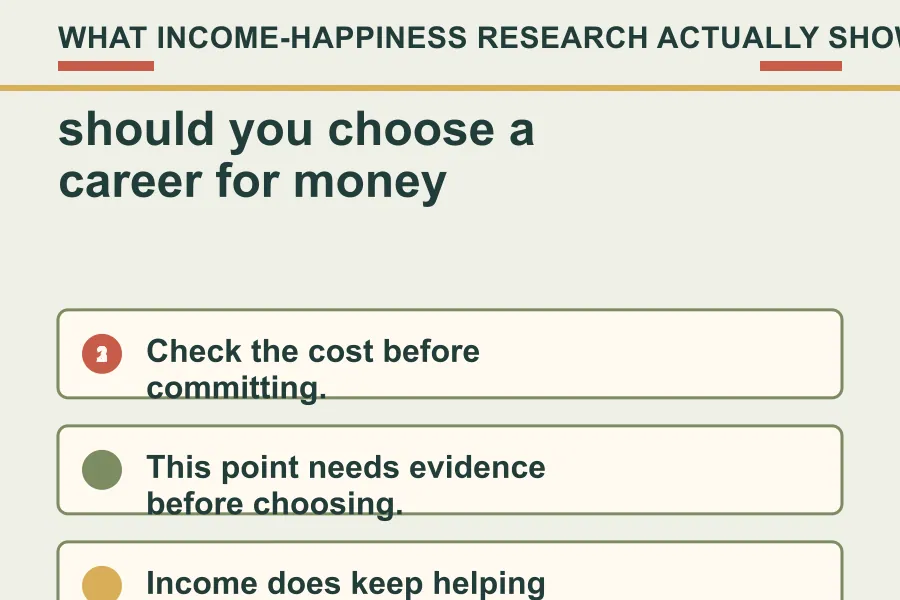 WHAT INCOME-HAPPINESS RESEARCH ACTUALLY
should you choose a
career for money
Check the cost before
committing.
This point needs evidence
before choosing.
Income does keep helping